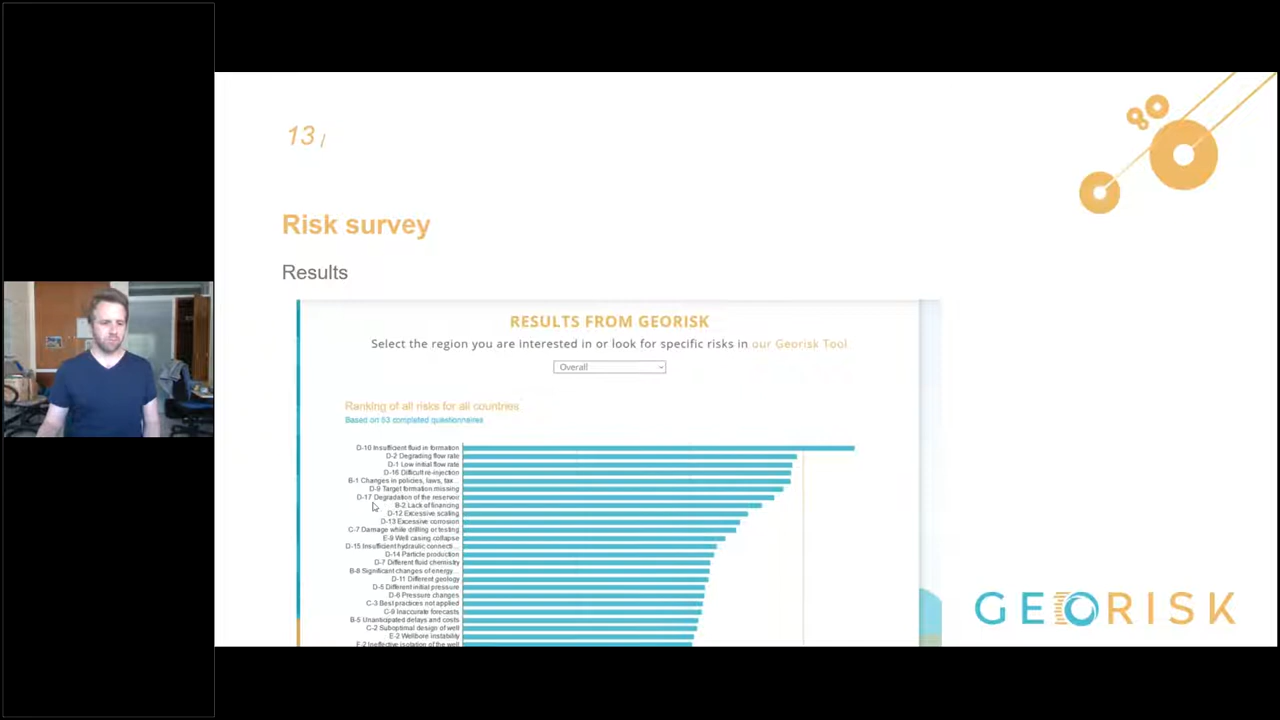 13 /
Risk survey
Results
RESULTS FROM GEORISK
Select the region you are interested in or look for specific risks in our Georisk Tool.
Overall
Ranking of all risks for all countries
Based on 53 completed questionnaires
D-10 Insufficient fluid in formation
D-2 Degrading flow rate
D-1 Low initial flow rate
D-16 Difficult re-injection
B-1 Changes in policies, laws, tax...
D-9 Target formation missing
D-17 Degradation of the reservoir
B-2 Lack of financing
D-12 Excessive scaling
D-13 Excessive corrosion
C-7 Damage while drilling or testing
E-9 Well casing collapse
D-15 Insufficient hydraulic connecti...
D-14 Particle production
D-7 Different fluid chemistry
B-8 Significant changes of energy...
D-11 Different geology
D-5 Different initial pressure
D-6 Pressure changes
C-3 Best practices not applied
C-9 Inaccurate forecasts
B-5 Unanticipated delays and costs
C-2 Suboptimal design of well
E-2 Wellbore instability
F-2 Ineffective isolation of the well
GEORISK